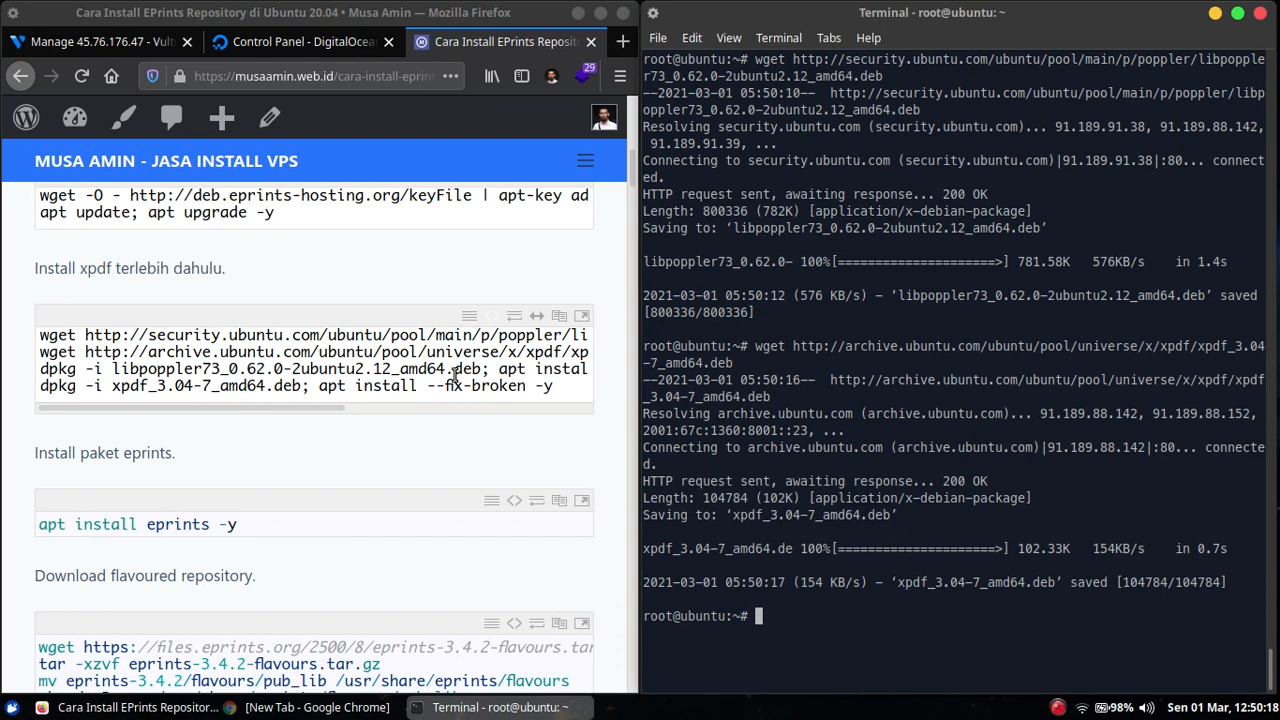 Cara Install EPrints Repository di Ubuntu 20.04 • Musa Amin — Mozilla Firefox
Manage 45.76.176.47 - Vult
Control Panel - DigitalOcean
Cara Install EPrints Reposit
https://musaamin.web.id/cara-install-eprint
29
MUSA AMIN - JASA INSTALL VPS
wget -O - http://deb.eprints-hosting.org/keyFile | apt-key ad
apt update; apt upgrade -y
Install xpdf terlebih dahulu.
wget http://security.ubuntu.com/ubuntu/pool/main/p/poppler/li
wget http://archive.ubuntu.com/ubuntu/pool/universe/x/xpdf/xp
dpkg -i libpoppler73_0.62.0-2ubuntu2.12_amd64.deb; apt instal
dpkg -i xpdf_3.04-7_amd64.deb; apt install --fix-broken -y
Install paket eprints.
apt install eprints -y
Download flavoured repository.
wget https://files.eprints.org/2500/8/eprints-3.4.2-flavours.tar
tar -xzvf eprints-3.4.2-flavours.tar.gz
mv eprints-3.4.2/flavours/pub_lib /usr/share/eprints/flavours
Terminal - root@ubuntu: ~
File Edit View Terminal Tabs Help
root@ubuntu:~# wget http://security.ubuntu.com/ubuntu/pool/main/p/poppler/libpopple
r73_0.62.0-2ubuntu2.12_amd64.deb
--2021-03-01 05:50:10-- http://security.ubuntu.com/ubuntu/pool/main/p/poppler/libp
oppler73_0.62.0-2ubuntu2.12_amd64.deb
Resolving security.ubuntu.com (security.ubuntu.com)... 91.189.91.38, 91.189.88.142,
91.189.91.39, ...
Connecting to security.ubuntu.com (security.ubuntu.com)|91.189.91.38|:80... connect
ed.
HTTP request sent, awaiting response... 200 OK
Length: 800336 (782K) [application/x-debian-package]
Saving to: ‘libpoppler73_0.62.0-2ubuntu2.12_amd64.deb’
libpoppler73_0.62.0- 100%[===================>] 781.58K 576KB/s in 1.4s
2021-03-01 05:50:12 (576 KB/s) - ‘libpoppler73_0.62.0-2ubuntu2.12_amd64.deb’ saved
[800336/800336]
root@ubuntu:~# wget http://archive.ubuntu.com/ubuntu/pool/universe/x/xpdf/xpdf_3.04
-7_amd64.deb
--2021-03-01 05:50:16-- http://archive.ubuntu.com/ubuntu/pool/universe/x/xpdf/xpdf
_3.04-7_amd64.deb
Resolving archive.ubuntu.com (archive.ubuntu.com)... 91.189.88.142, 91.189.88.152,
2001:67c:1360:8001::23, ...
Connecting to archive.ubuntu.com (archive.ubuntu.com)|91.189.88.142|:80... connecte
d.
HTTP request sent, awaiting response... 200 OK
Length: 104784 (102K) [application/x-debian-package]
Saving to: ‘xpdf_3.04-7_amd64.deb’
xpdf_3.04-7_amd64.de 100%[===================>] 102.33K 154KB/s in 0.7s
2021-03-01 05:50:17 (154 KB/s) - ‘xpdf_3.04-7_amd64.deb’ saved [104784/104784]
root@ubuntu:~#
Cara Install EPrints Repositor...
[New Tab - Google Chrome]
Terminal - root@ubuntu: ~
98%
Sen 01 Mar, 12:50:18